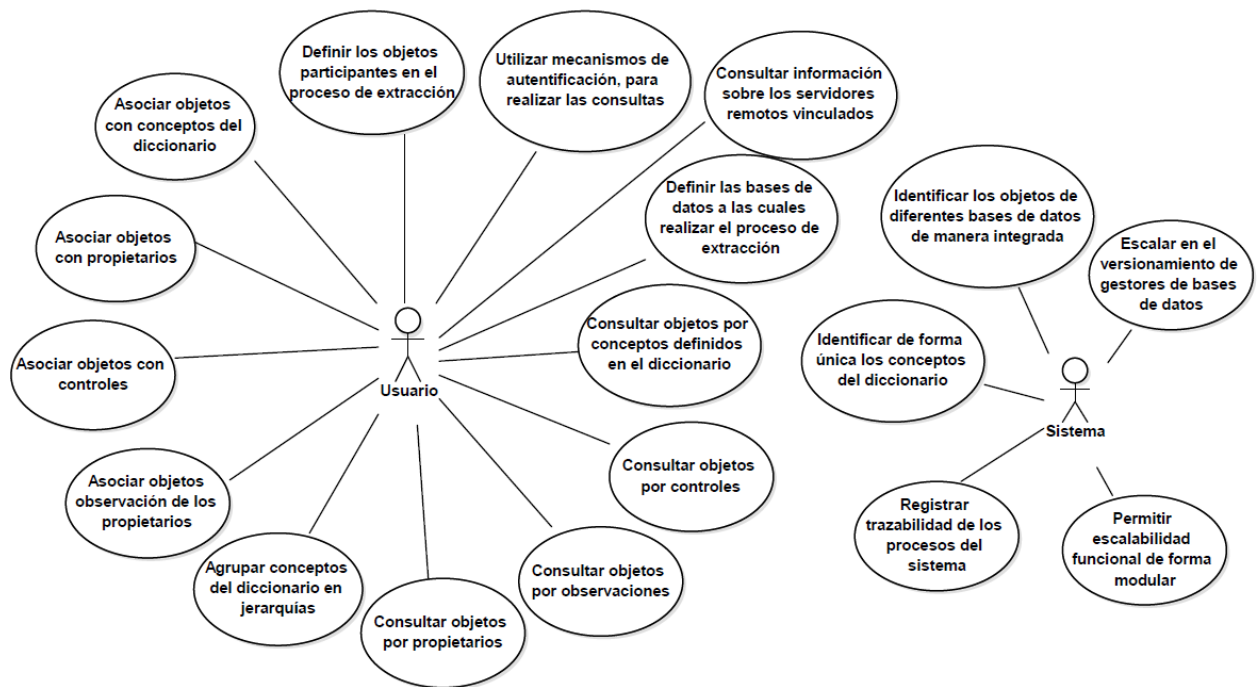 Definir los objetos
participantes en el
proceso de extracción
Utilizar mecanismos de
autentificación, para
realizar las consultas
Consultar información
sobre los servidores
remotos vinculados
Asociar objetos
con conceptos del
diccionario
Definir las bases de
datos a las cuales
realizar el proceso de
extracción
Identificar los objetos de
diferentes bases de datos
de manera integrada
Asociar objetos
con propietarios
Escalar en el
versionamiento de
gestores de bases
de datos
Consultar objetos por
conceptos definidos
en el diccionario
Identificar de forma
única los conceptos
del diccionario
Asociar objetos con
controles
Usuario
Sistema
Consultar objetos
por controles
Asociar objetos
observación de los
propietarios
Registrar
trazabilidad de los
procesos del
sistema
Permitir
escalabilidad
funcional de forma
modular
Agrupar conceptos
del diccionario en
jerarquías
Consultar objetos
por observaciones
Consultar objetos
por propietarios